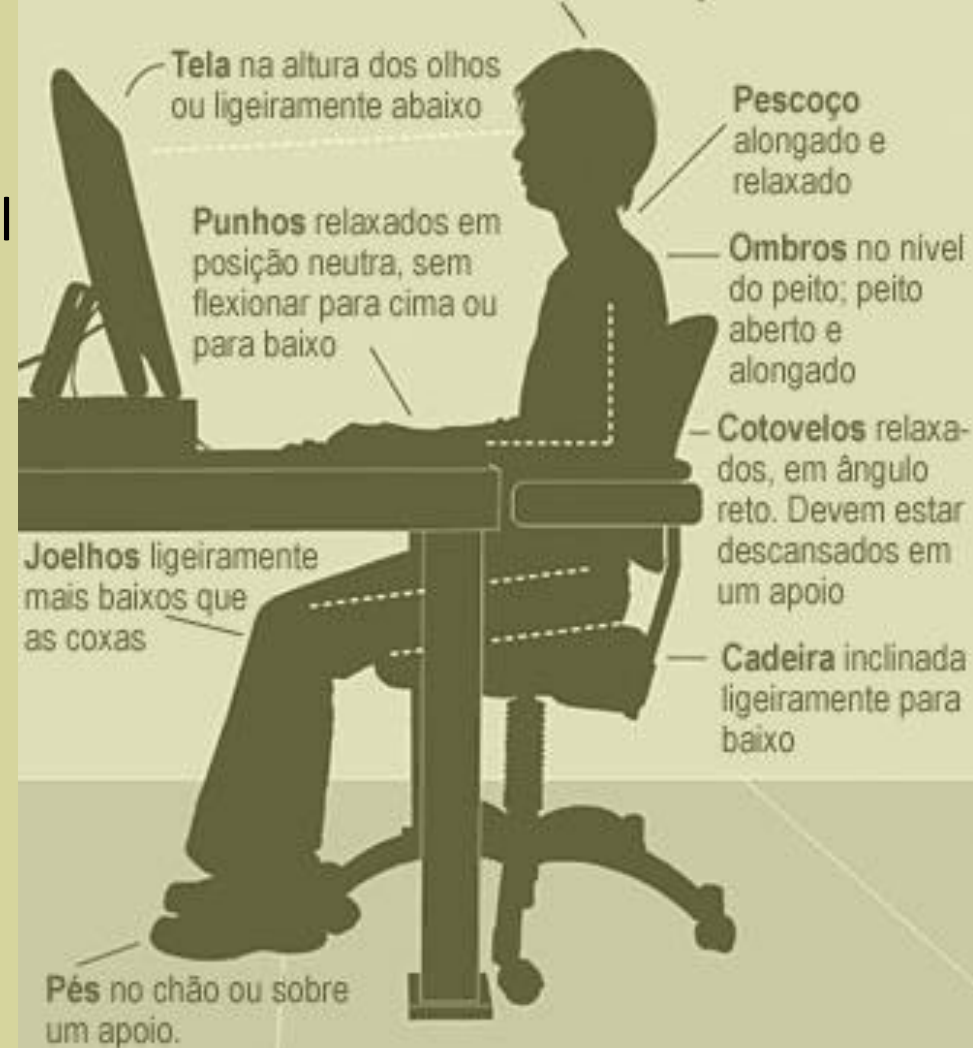 Tela na altura dos olhos
ou ligeiramente abaixo
Pescoço
alongado e
relaxado
Punhos relaxados em
posição neutra, sem
flexionar para cima ou
para baixo
Ombros no nível
do peito; peito
aberto e
alongado
Cotovelos relaxa-
dos, em ângulo
reto. Devem estar
descansados em
um apoio
Joelhos ligeiramente
mais baixos que
as coxas
Cadeira inclinada
ligeiramente para
baixo
Pés no chão ou sobre
um apoio.